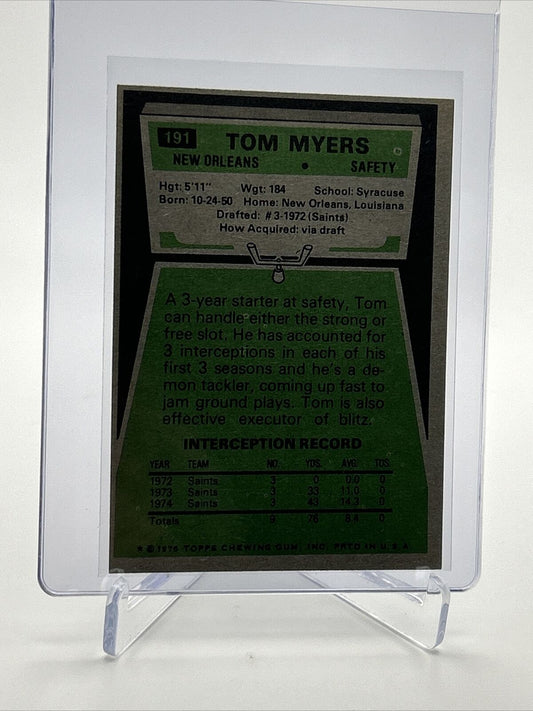 191 TOM MYERS
NEW ORLEANS • SAFETY
Hgt: 5'11" Wgt: 184 School: Syracuse
Born: 10-24-50 Home: New Orleans, Louisiana
Drafted: #3-1972 (Saints)
How Acquired: via draft
A 3-year starter at safety, Tom
can handle either the strong or
free slot. He has accounted for
3 interceptions in each of his
first 3 seasons and he's a de-
mon tackler, coming up fast to
jam ground plays. Tom is also
effective executor of blitz.
INTERCEPTION RECORD
YEAR TEAM NO. YDS. AVG. TDS.
1972 Saints 3 0 0.0 0
1973 Saints 3 33 11.0 0
1974 Saints 3 43 14.3 0
Totals 9 76 8.4 0
* © 1975 TOPPS CHEWING GUM, INC. PRTD IN U.S.A.